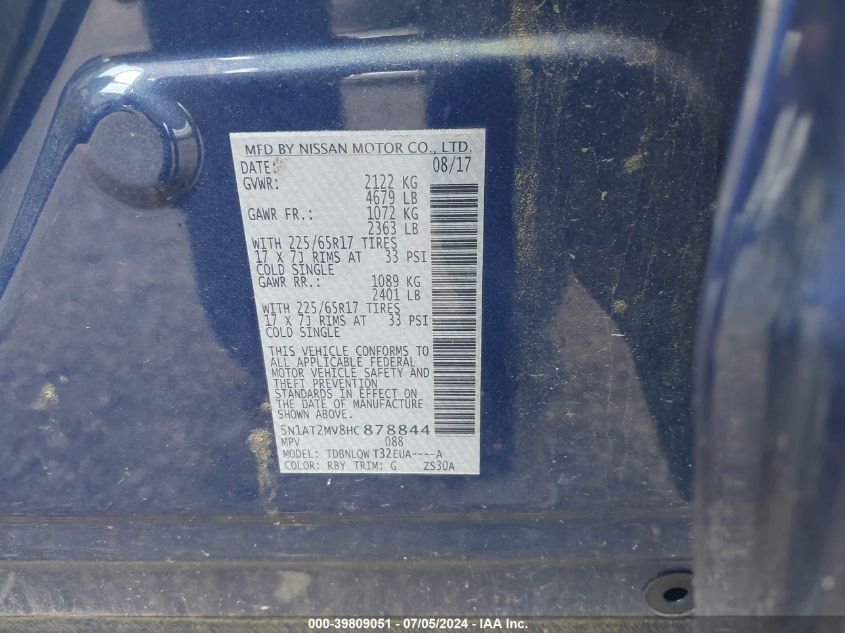 MFD BY NISSAN MOTOR CO., LTD.
DATE: 08/17
GVWR: 2122 KG
4679 LB
GAWR FR.: 1072 KG
2363 LB
WITH 225/65R17 TIRES
17 X 7J RIMS AT 33 PSI
COLD SINGLE
GAWR RR.: 1089 KG
2401 LB
WITH 225/65R17 TIRES
17 X 7J RIMS AT 33 PSI
COLD SINGLE
THIS VEHICLE CONFORMS TO
ALL APPLICABLE FEDERAL
MOTOR VEHICLE SAFETY AND
THEFT PREVENTION
STANDARDS IN EFFECT ON
THE DATE OF MANUFACTURE
SHOWN ABOVE.
5N1AT2MV8HC878844
MPV 088
MODEL: TDBNLQW T32EUA----A
COLOR: RBY TRIM: G ZS30A
000-39809051 - 07/05/2024 - IAA Inc.